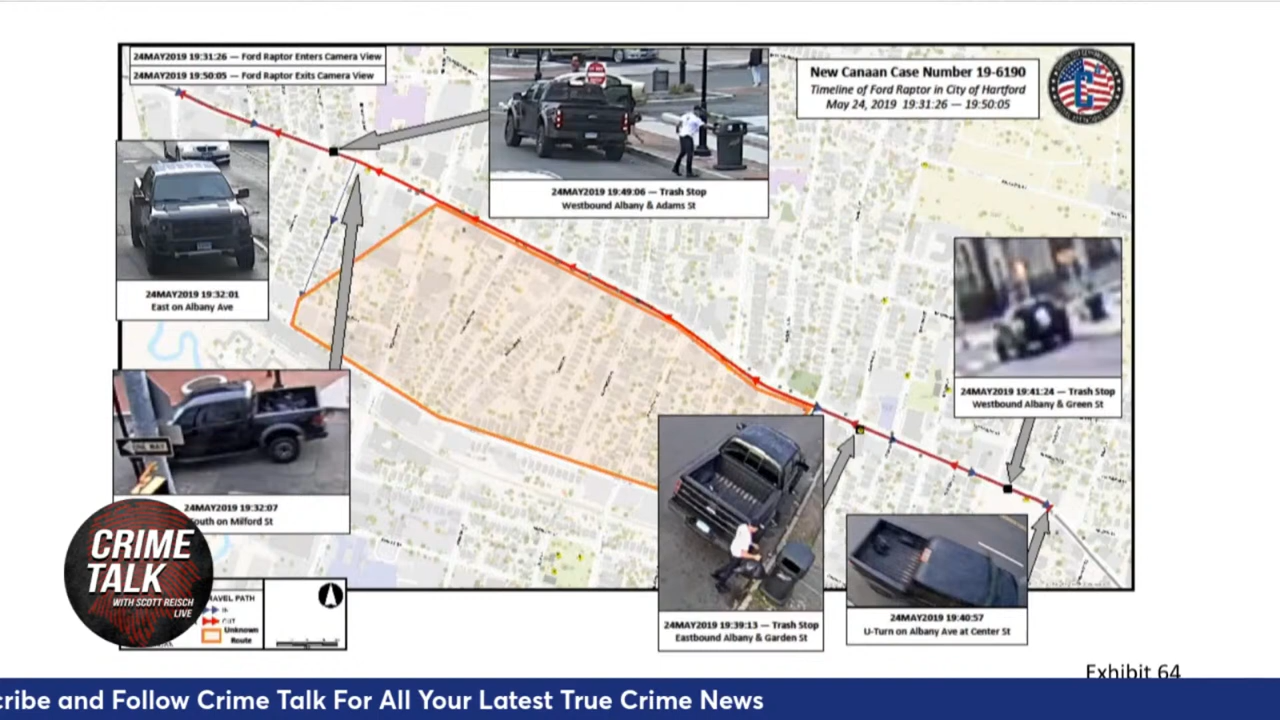 24MAY2019 19:31:26 — Ford Raptor Enters Camera View
24MAY2019 19:50:05 — Ford Raptor Exits Camera View
New Canaan Case Number 19-6190
Timeline of Ford Raptor in City of Hartford
May 24, 2019 19:31:26 — 19:50:05
24MAY2019 19:49:06 — Trash Stop
Westbound Albany & Adams St
24MAY2019 19:32:01
East on Albany Ave
24MAY2019 19:41:24 — Trash Stop
Westbound Albany & Green St
ONE WAY
24MAY2019 19:32:07
outh on Milford St
24MAY2019 19:39:13 — Trash Stop
Eastbound Albany & Garden St
24MAY2019 19:40:57
U-Turn on Albany Ave at Center St
CRIME
TALK
WITH SCOTT REISCH
LIVE
RAVEL PATH
IN
OUT
Unknown
Route
Exhibit 64
cribe and Follow Crime Talk For All Your Latest True Crime News